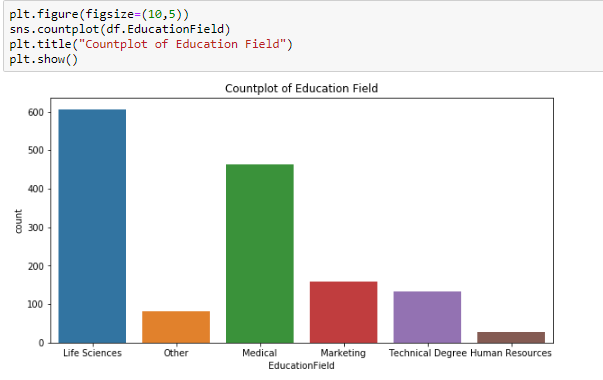 plt.figure(figsize=(10,5))
sns.countplot(df.EducationField)
plt.title("Countplot of Education Field")
plt.show()
Countplot of Education Field
600
500
400
300
200
100
0
count
Life Sciences Other Medical Marketing Technical Degree Human Resources
EducationField